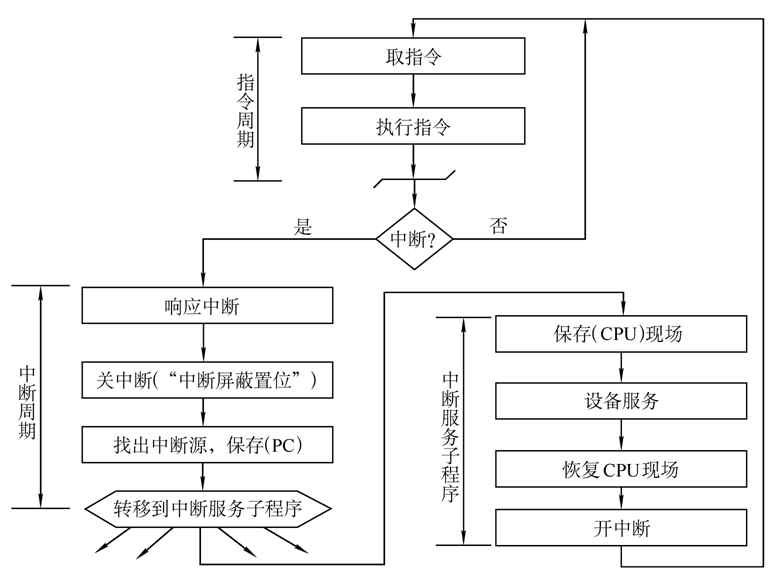 取指令
执行指令
指令周期
中断?
是
否
响应中断
关中断(“中断屏蔽置位”)
找出中断源，保存(PC)
转移到中断服务子程序
中断周期
保存(CPU)现场
设备服务
恢复CPU现场
开中断
中断服务子程序